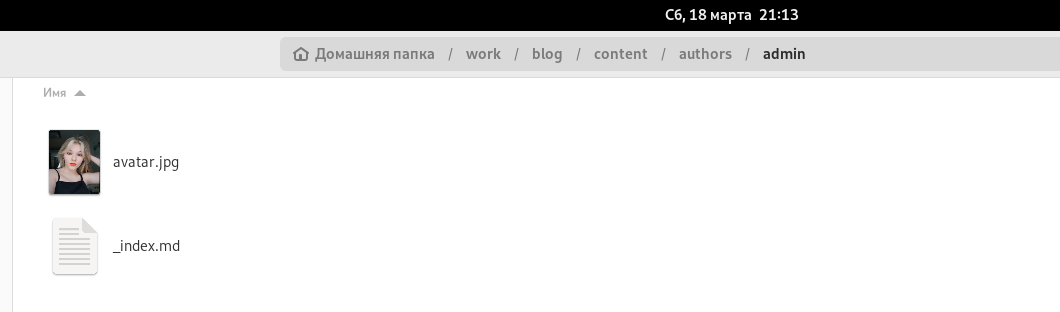 Сб, 18 марта 21:13
Домашняя папка / work / blog / content / authors / admin
Имя
avatar.jpg
_index.md